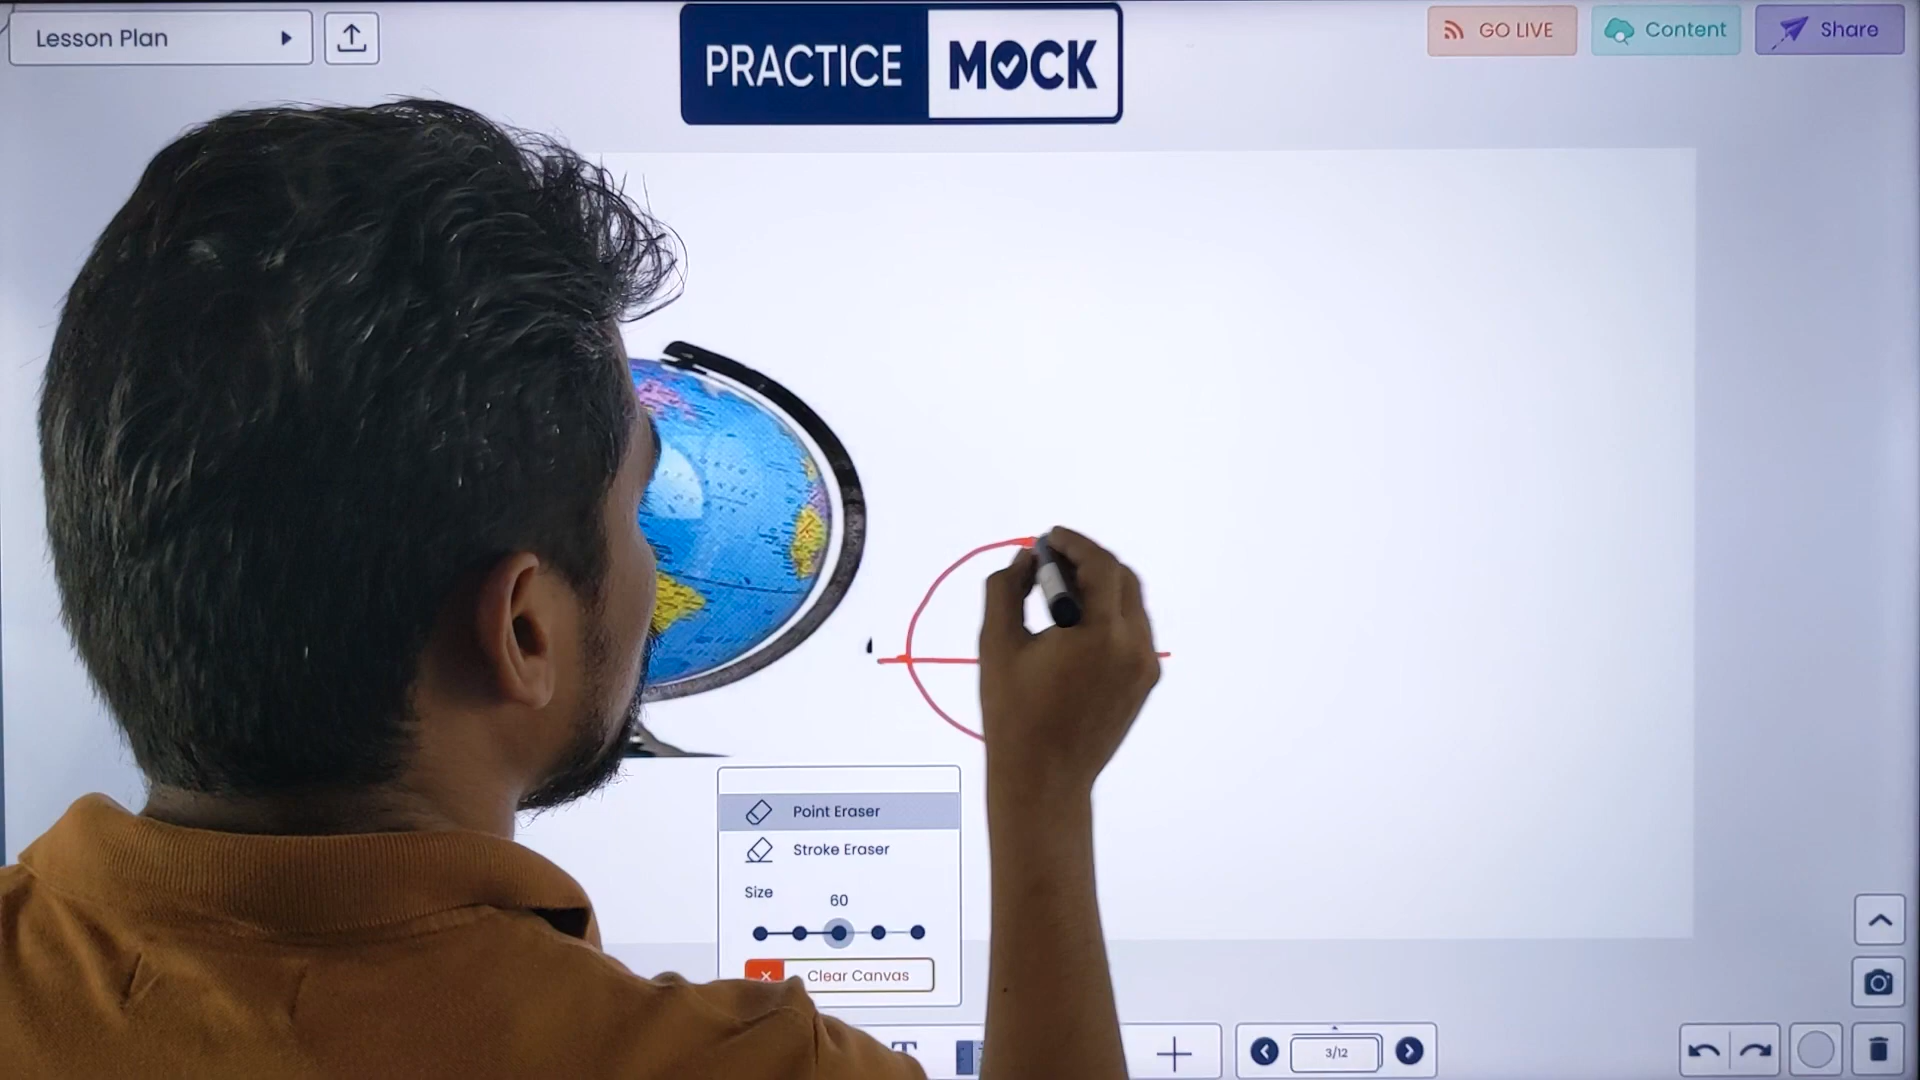 Lesson Plan
PRACTICE MOCK
GO LIVE
Content
Share
Point Eraser
Stroke Eraser
Size
60
Clear Canvas
T
3/12